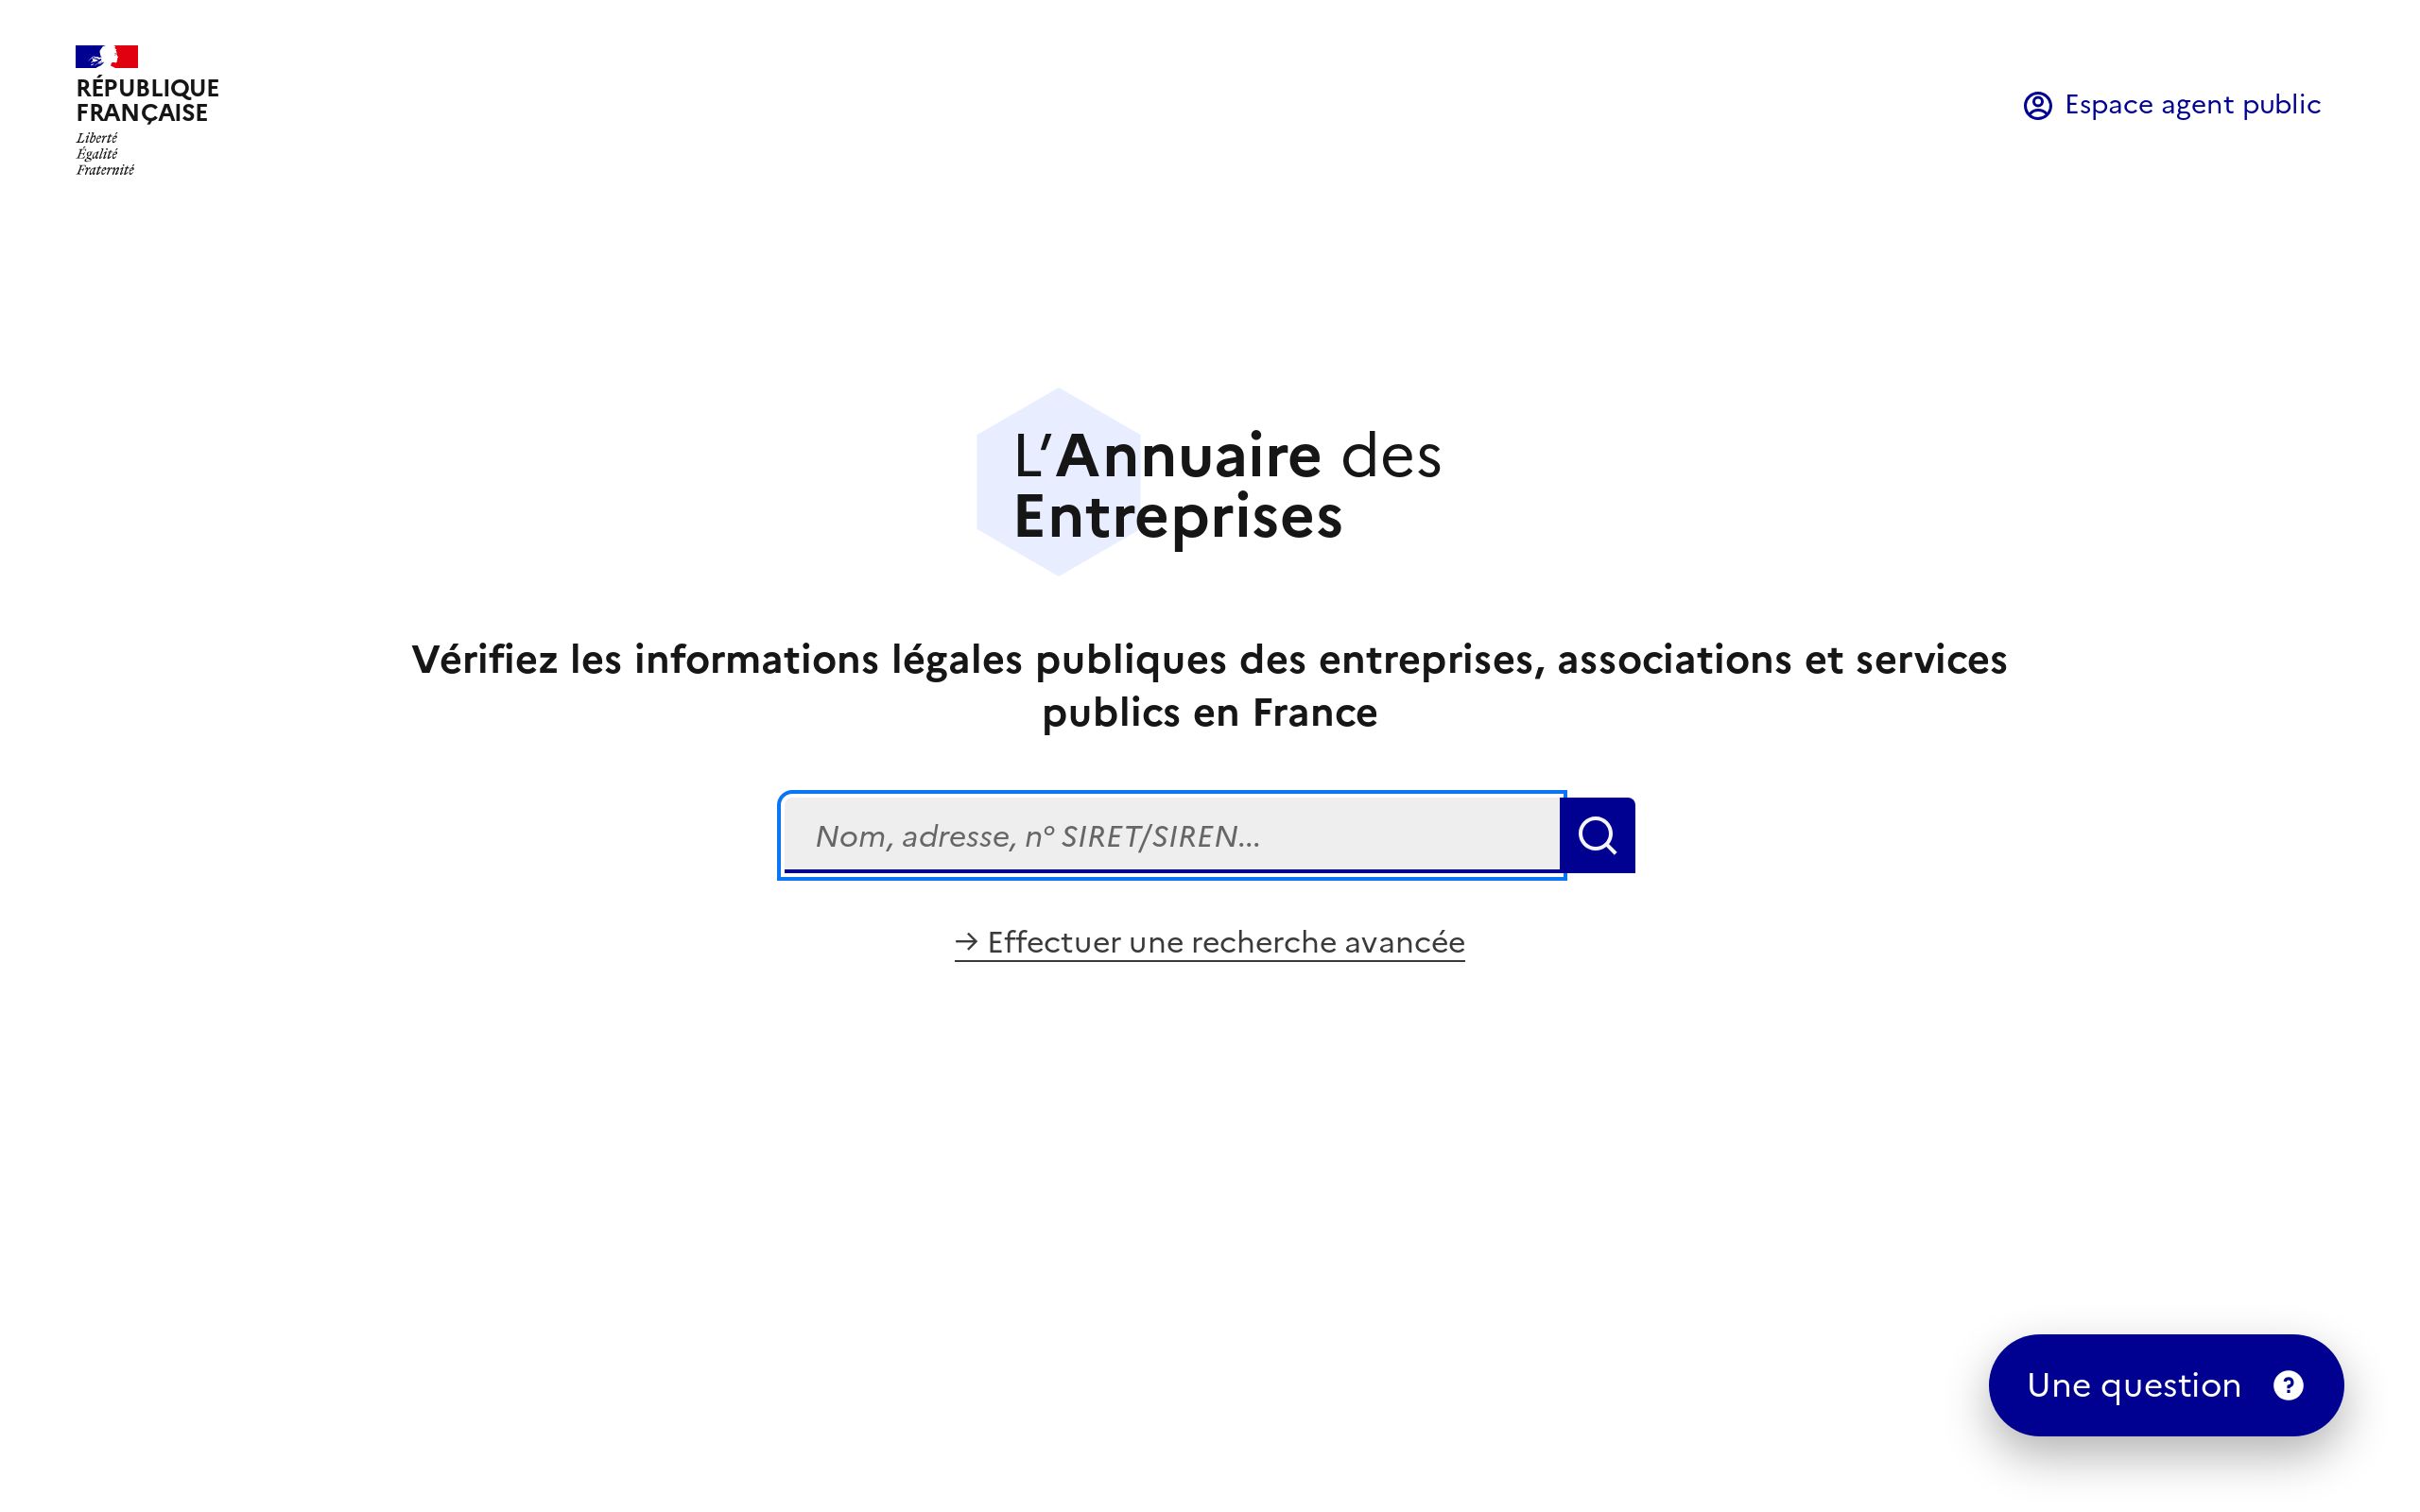 RÉPUBLIQUE
FRANÇAISE
Liberté
Égalité
Fraternité
Espace agent public
L’Annuaire des
Entreprises
Vérifiez les informations légales publiques des entreprises, associations et services
publics en France
Nom, adresse, n° SIRET/SIREN...
→ Effectuer une recherche avancée
Une question ?